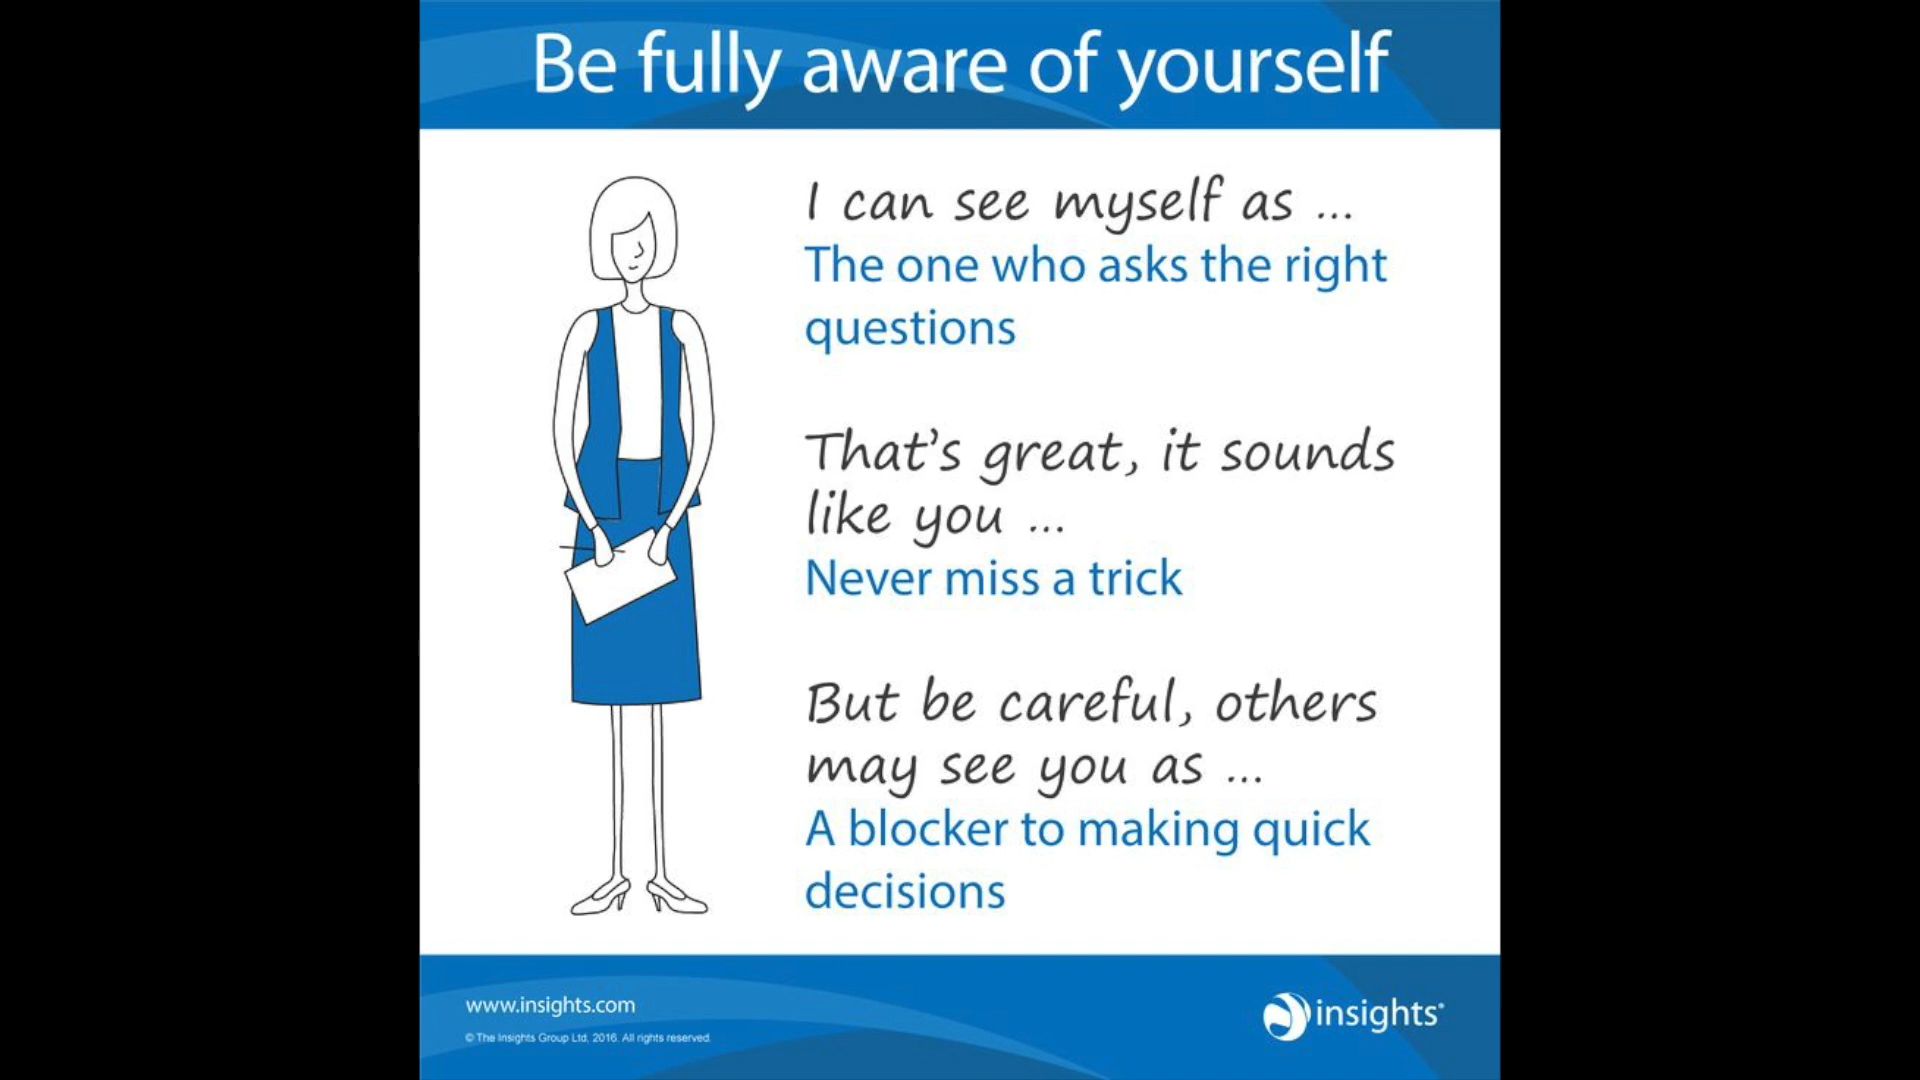 Be fully aware of yourself
I can see myself as ...
The one who asks the right
questions
That's great, it sounds
like you ...
Never miss a trick
But be careful, others
may see you as ...
A blocker to making quick
decisions
www.insights.com
© The Insights Group Ltd, 2016. All rights reserved.
insights®